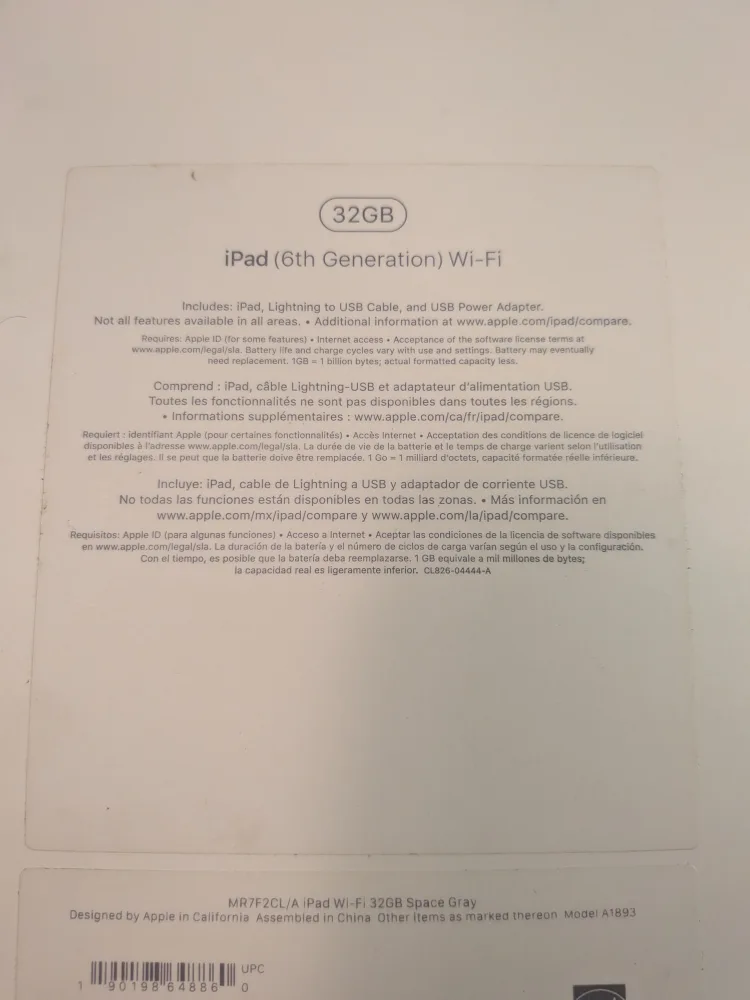 32GB
iPad (6th Generation) Wi-Fi
Includes: iPad, Lightning to USB Cable, and USB Power Adapter.
Not all features available in all areas. • Additional information at www.apple.com/ipad/compare.
Requires: Apple ID (for some features) • Internet access • Acceptance of the software license terms at
www.apple.com/legal/sla. Battery life and charge cycles vary with use and settings. Battery may eventually
need replacement. 1GB = 1 billion bytes; actual formatted capacity less.
Comprend : iPad, câble Lightning-USB et adaptateur d'alimentation USB.
Toutes les fonctionnalités ne sont pas disponibles dans toutes les régions.
• Informations supplémentaires : www.apple.com/ca/fr/ipad/compare.
Requiert : identifiant Apple (pour certaines fonctionnalités) • Accès Internet • Acceptation des conditions de licence de logiciel
disponibles à l'adresse www.apple.com/legal/sla. La durée de vie de la batterie et le temps de charge varient selon l'utilisation
et les réglages. Il se peut que la batterie doive être remplacée. 1 Go = 1 milliard d'octets, capacité formatée réelle inférieure.
Incluye: iPad, cable de Lightning a USB y adaptador de corriente USB.
No todas las funciones están disponibles en todas las zonas. • Más información en
www.apple.com/mx/ipad/compare y www.apple.com/la/ipad/compare.
Requisitos: Apple ID (para algunas funciones) • Acceso a Internet • Aceptar las condiciones de la licencia de software disponibles
en www.apple.com/legal/sla. La duración de la batería y el número de ciclos de carga varían según el uso y la configuración.
Con el tiempo, es posible que la batería deba reemplazarse. 1 GB equivale a mil millones de bytes;
la capacidad real es ligeramente inferior. CL826-04444-A
MR7F2CL/A iPad Wi-Fi 32GB Space Gray
Designed by Apple in California Assembled in China Other items as marked thereon Model A1893
UPC
1 90198 64886 0